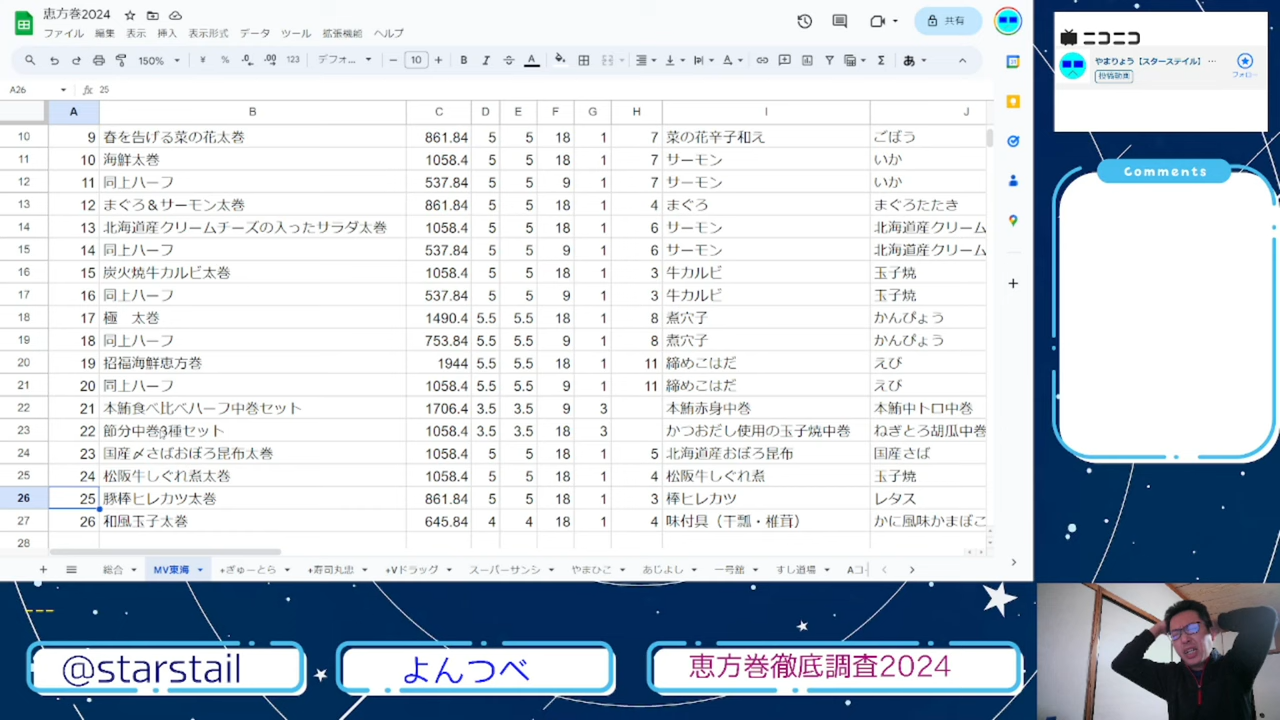 恵方巻2024
ファイル 編集 表示 挿入 表示形式 データ ツール 拡張機能 ヘルプ
共有
150% ¥ % .0 .00 123 デフォ 10 B I A あ Σ
A26 fx 25
A B C D E F G H I J
10 9 春を告げる菜の花太巻 861.84 5 5 18 1 7 菜の花辛子和え ごぼう
11 10 海鮮太巻 1058.4 5 5 18 1 7 サーモン いか
12 11 同上ハーフ 537.84 5 5 9 1 7 サーモン いか
13 12 まぐろ＆サーモン太巻 861.84 5 5 18 1 4 まぐろ まぐろたたき
14 13 北海道産クリームチーズの入ったサラダ太巻 1058.4 5 5 18 1 6 サーモン 北海道産クリーム
15 14 同上ハーフ 537.84 5 5 9 1 6 サーモン 北海道産クリーム
16 15 炭火焼牛カルビ太巻 1058.4 5 5 18 1 3 牛カルビ 玉子焼
17 16 同上ハーフ 537.84 5 5 9 1 3 牛カルビ 玉子焼
18 17 極　太巻 1490.4 5.5 5.5 18 1 8 煮穴子 かんぴょう
19 18 同上ハーフ 753.84 5.5 5.5 9 1 8 煮穴子 かんぴょう
20 19 招福海鮮恵方巻 1944 5.5 5.5 18 1 11 締めこはだ えび
21 20 同上ハーフ 1058.4 5.5 5.5 9 1 11 締めこはだ えび
22 21 本鮪食べ比べハーフ中巻セット 1706.4 3.5 3.5 9 3 本鮪赤身中巻 本鮪中トロ中巻
23 22 節分中巻3種セット 1058.4 3.5 3.5 18 3 かつおだし使用の玉子焼中巻 ねぎとろ胡瓜中巻
24 23 国産〆さばおぼろ昆布太巻 1058.4 5 5 18 1 5 北海道産おぼろ昆布 国産さば
25 24 松阪牛しぐれ煮太巻 1058.4 5 5 18 1 4 松阪牛しぐれ煮 玉子焼
26 25 豚棒ヒレカツ太巻 861.84 5 5 18 1 3 棒ヒレカツ レタス
27 26 和風玉子太巻 645.84 4 4 18 1 4 味付具（干瓢・椎茸） かに風味かまぼこ
28
総合 MV東海 +ぎゅーとら +寿司丸忠 +Vドラッグ スーパーサンシ やまひこ あじよし 一号舘 すし道場 Aコ
ニコニコ
やまりょう【スターステイル】…
投稿動画
フォロー
Comments
@starstail
よんつべ
恵方巻徹底調査2024